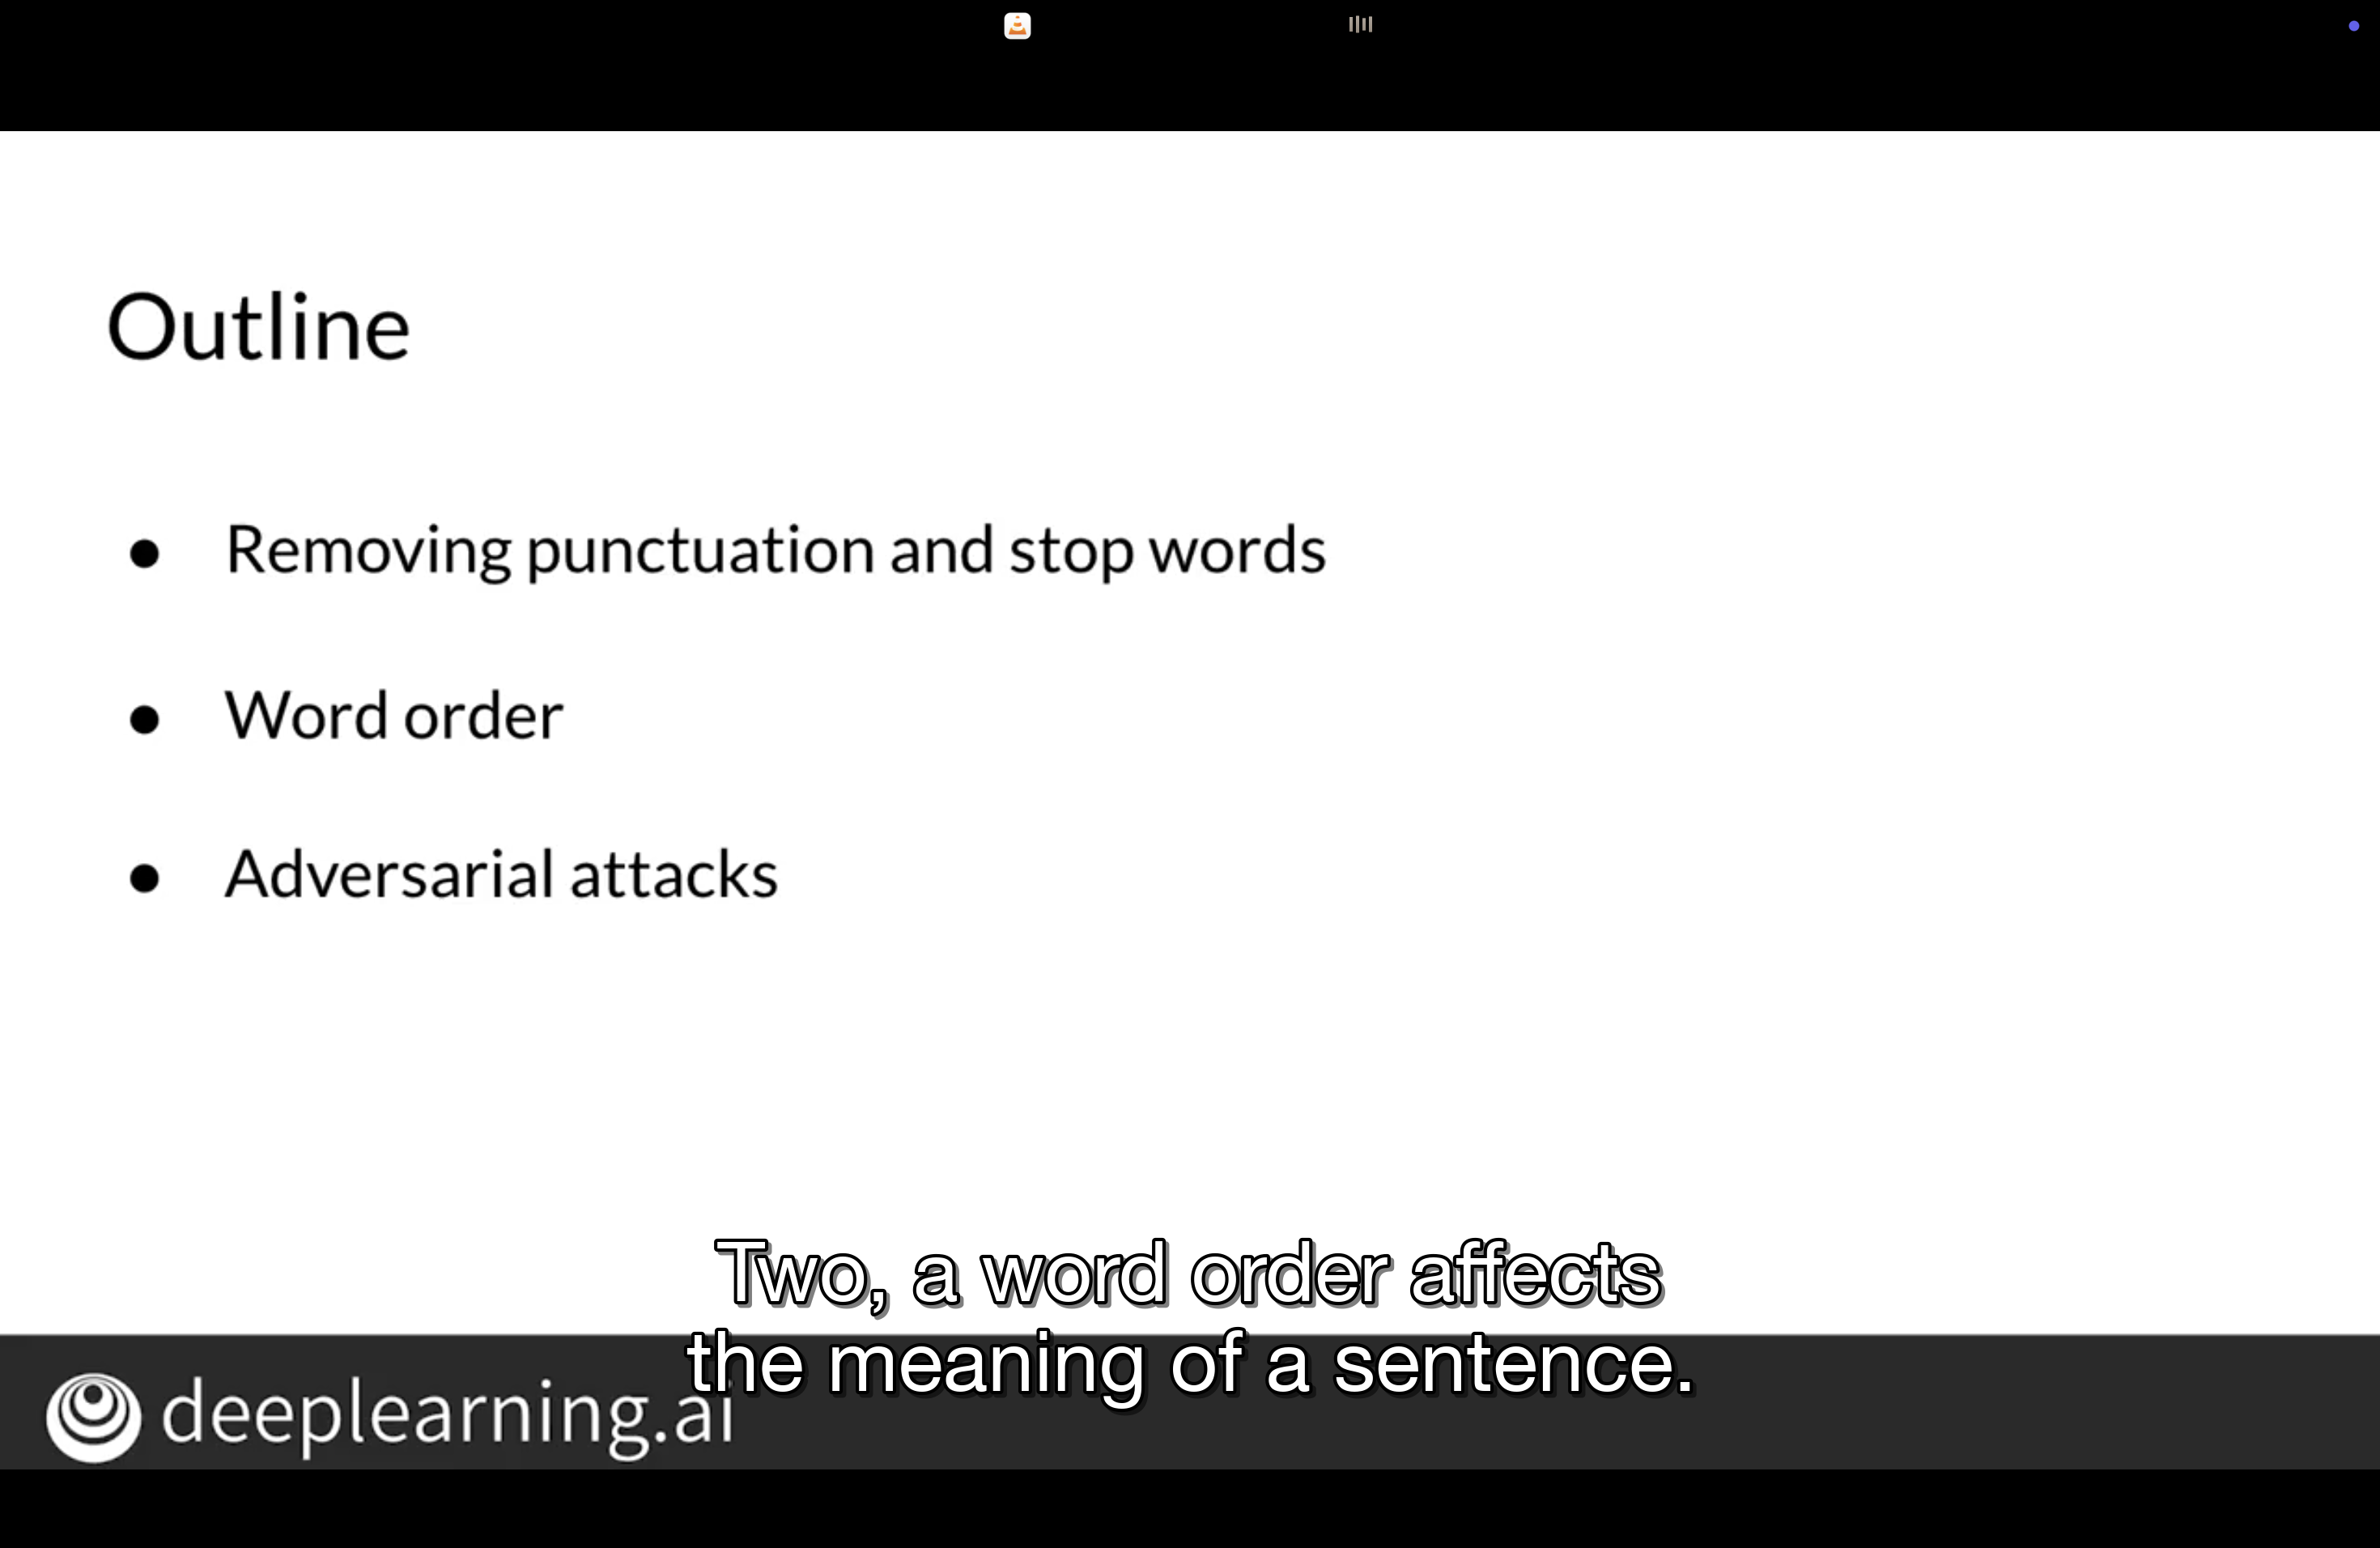 Outline
Removing punctuation and stop words
Word order
Adversarial attacks
Two, a word order affects
the meaning of a sentence.
deeplearning.ai